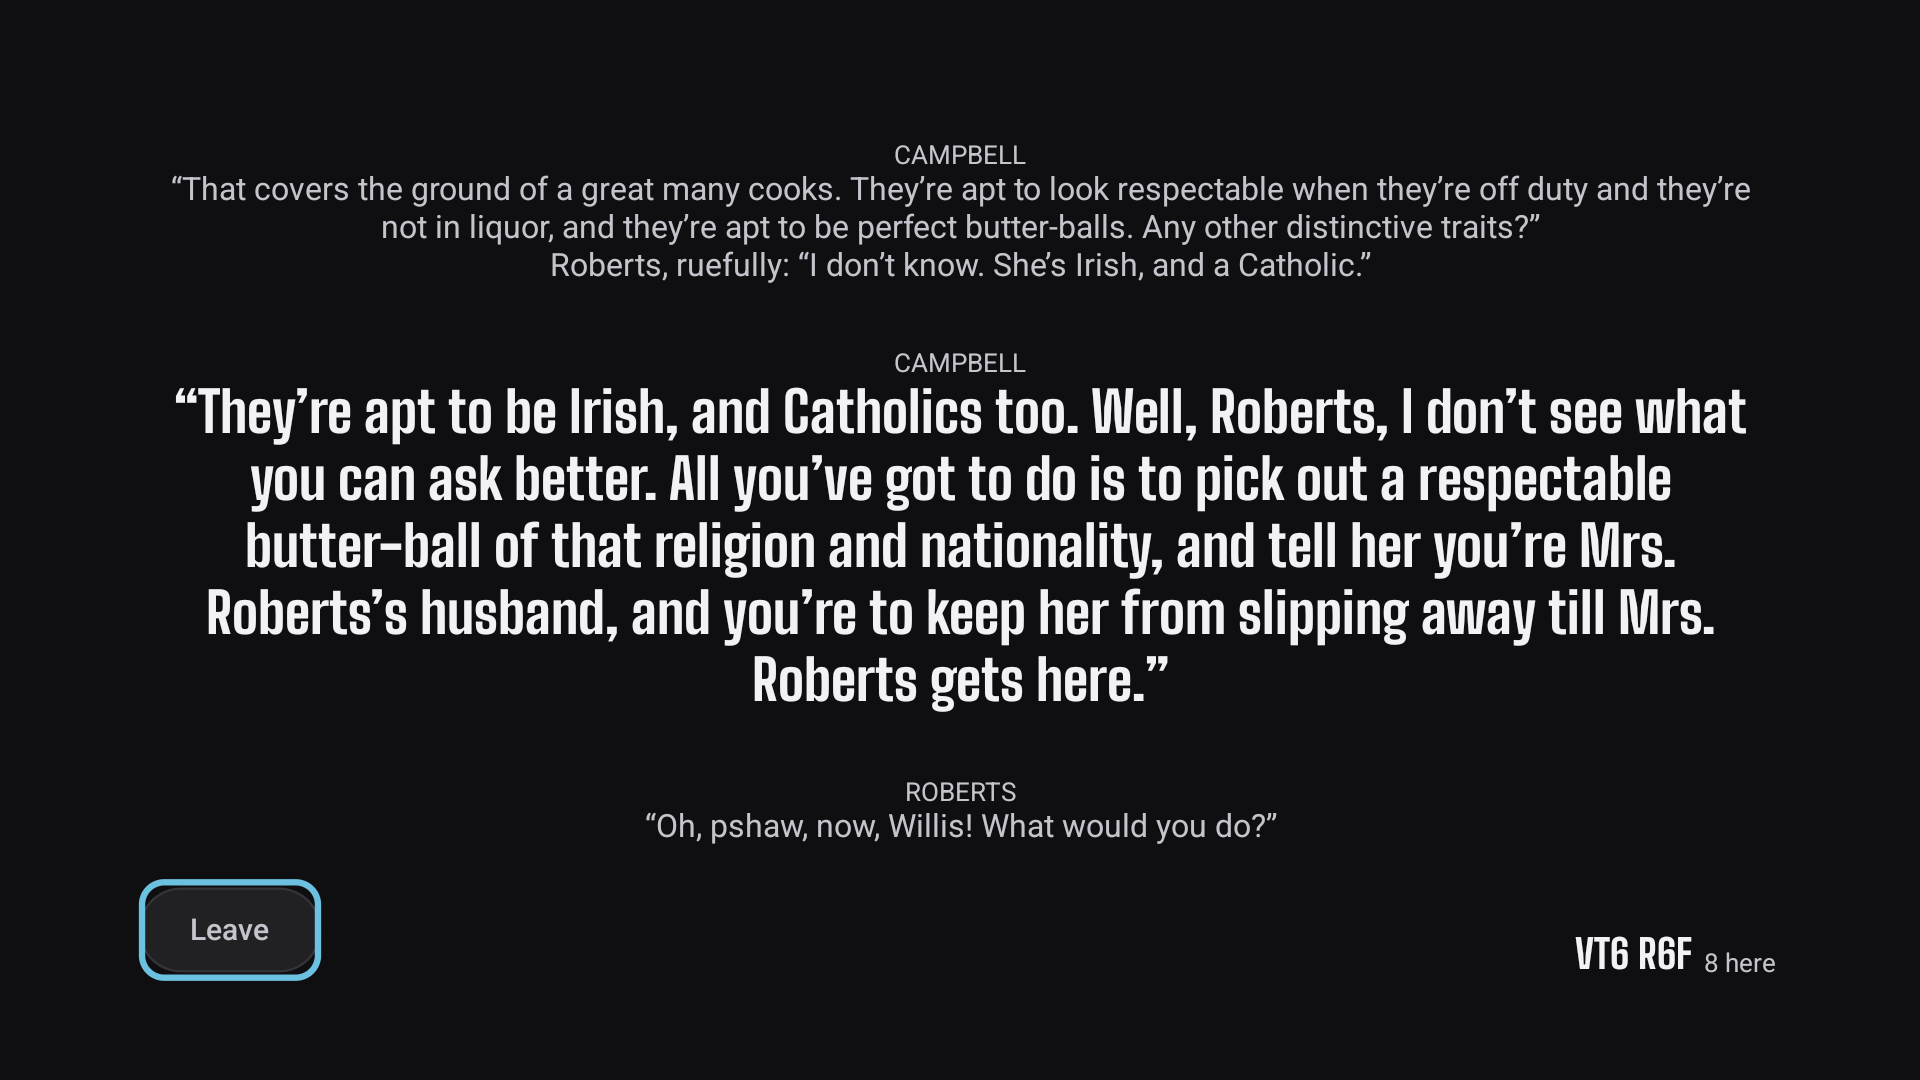 CAMPBELL
“That covers the ground of a great many cooks. They’re apt to look respectable when they’re off duty and they’re
not in liquor, and they’re apt to be perfect butter-balls. Any other distinctive traits?”
Roberts, ruefully: “I don’t know. She’s Irish, and a Catholic.”
CAMPBELL
“They’re apt to be Irish, and Catholics too. Well, Roberts, I don’t see what
you can ask better. All you’ve got to do is to pick out a respectable
butter-ball of that religion and nationality, and tell her you’re Mrs.
Roberts’s husband, and you’re to keep her from slipping away till Mrs.
Roberts gets here.”
ROBERTS
“Oh, pshaw, now, Willis! What would you do?”
Leave
VT6 R6F 8 here